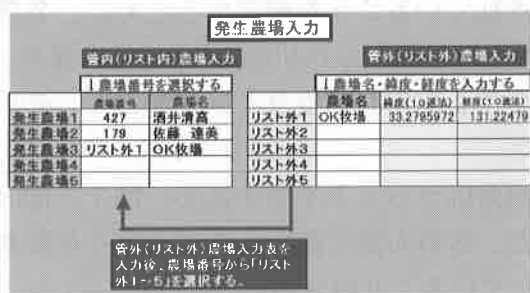 発生農場入力
管内(リスト内)農場入力
管外(リスト外)農場入力
↓農場番号を選択する
↓農場名・緯度・経度を入力する
農場番号 農場名
農場名 緯度(10進法) 経度(10進法)
発生農場1 427 酒井清高
リスト外1 OK牧場 33.2795972 131.22479
発生農場2 179 佐藤 達美
リスト外2
発生農場3 リスト外1 OK牧場
リスト外3
発生農場4
リスト外4
発生農場5
リスト外5
管外(リスト外)農場入力表を
入力後、農場番号から「リスト
外1~5」を選択する。